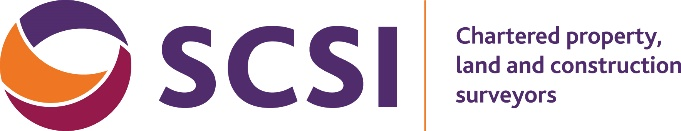 SCSI
Chartered property,
land and construction
surveyors